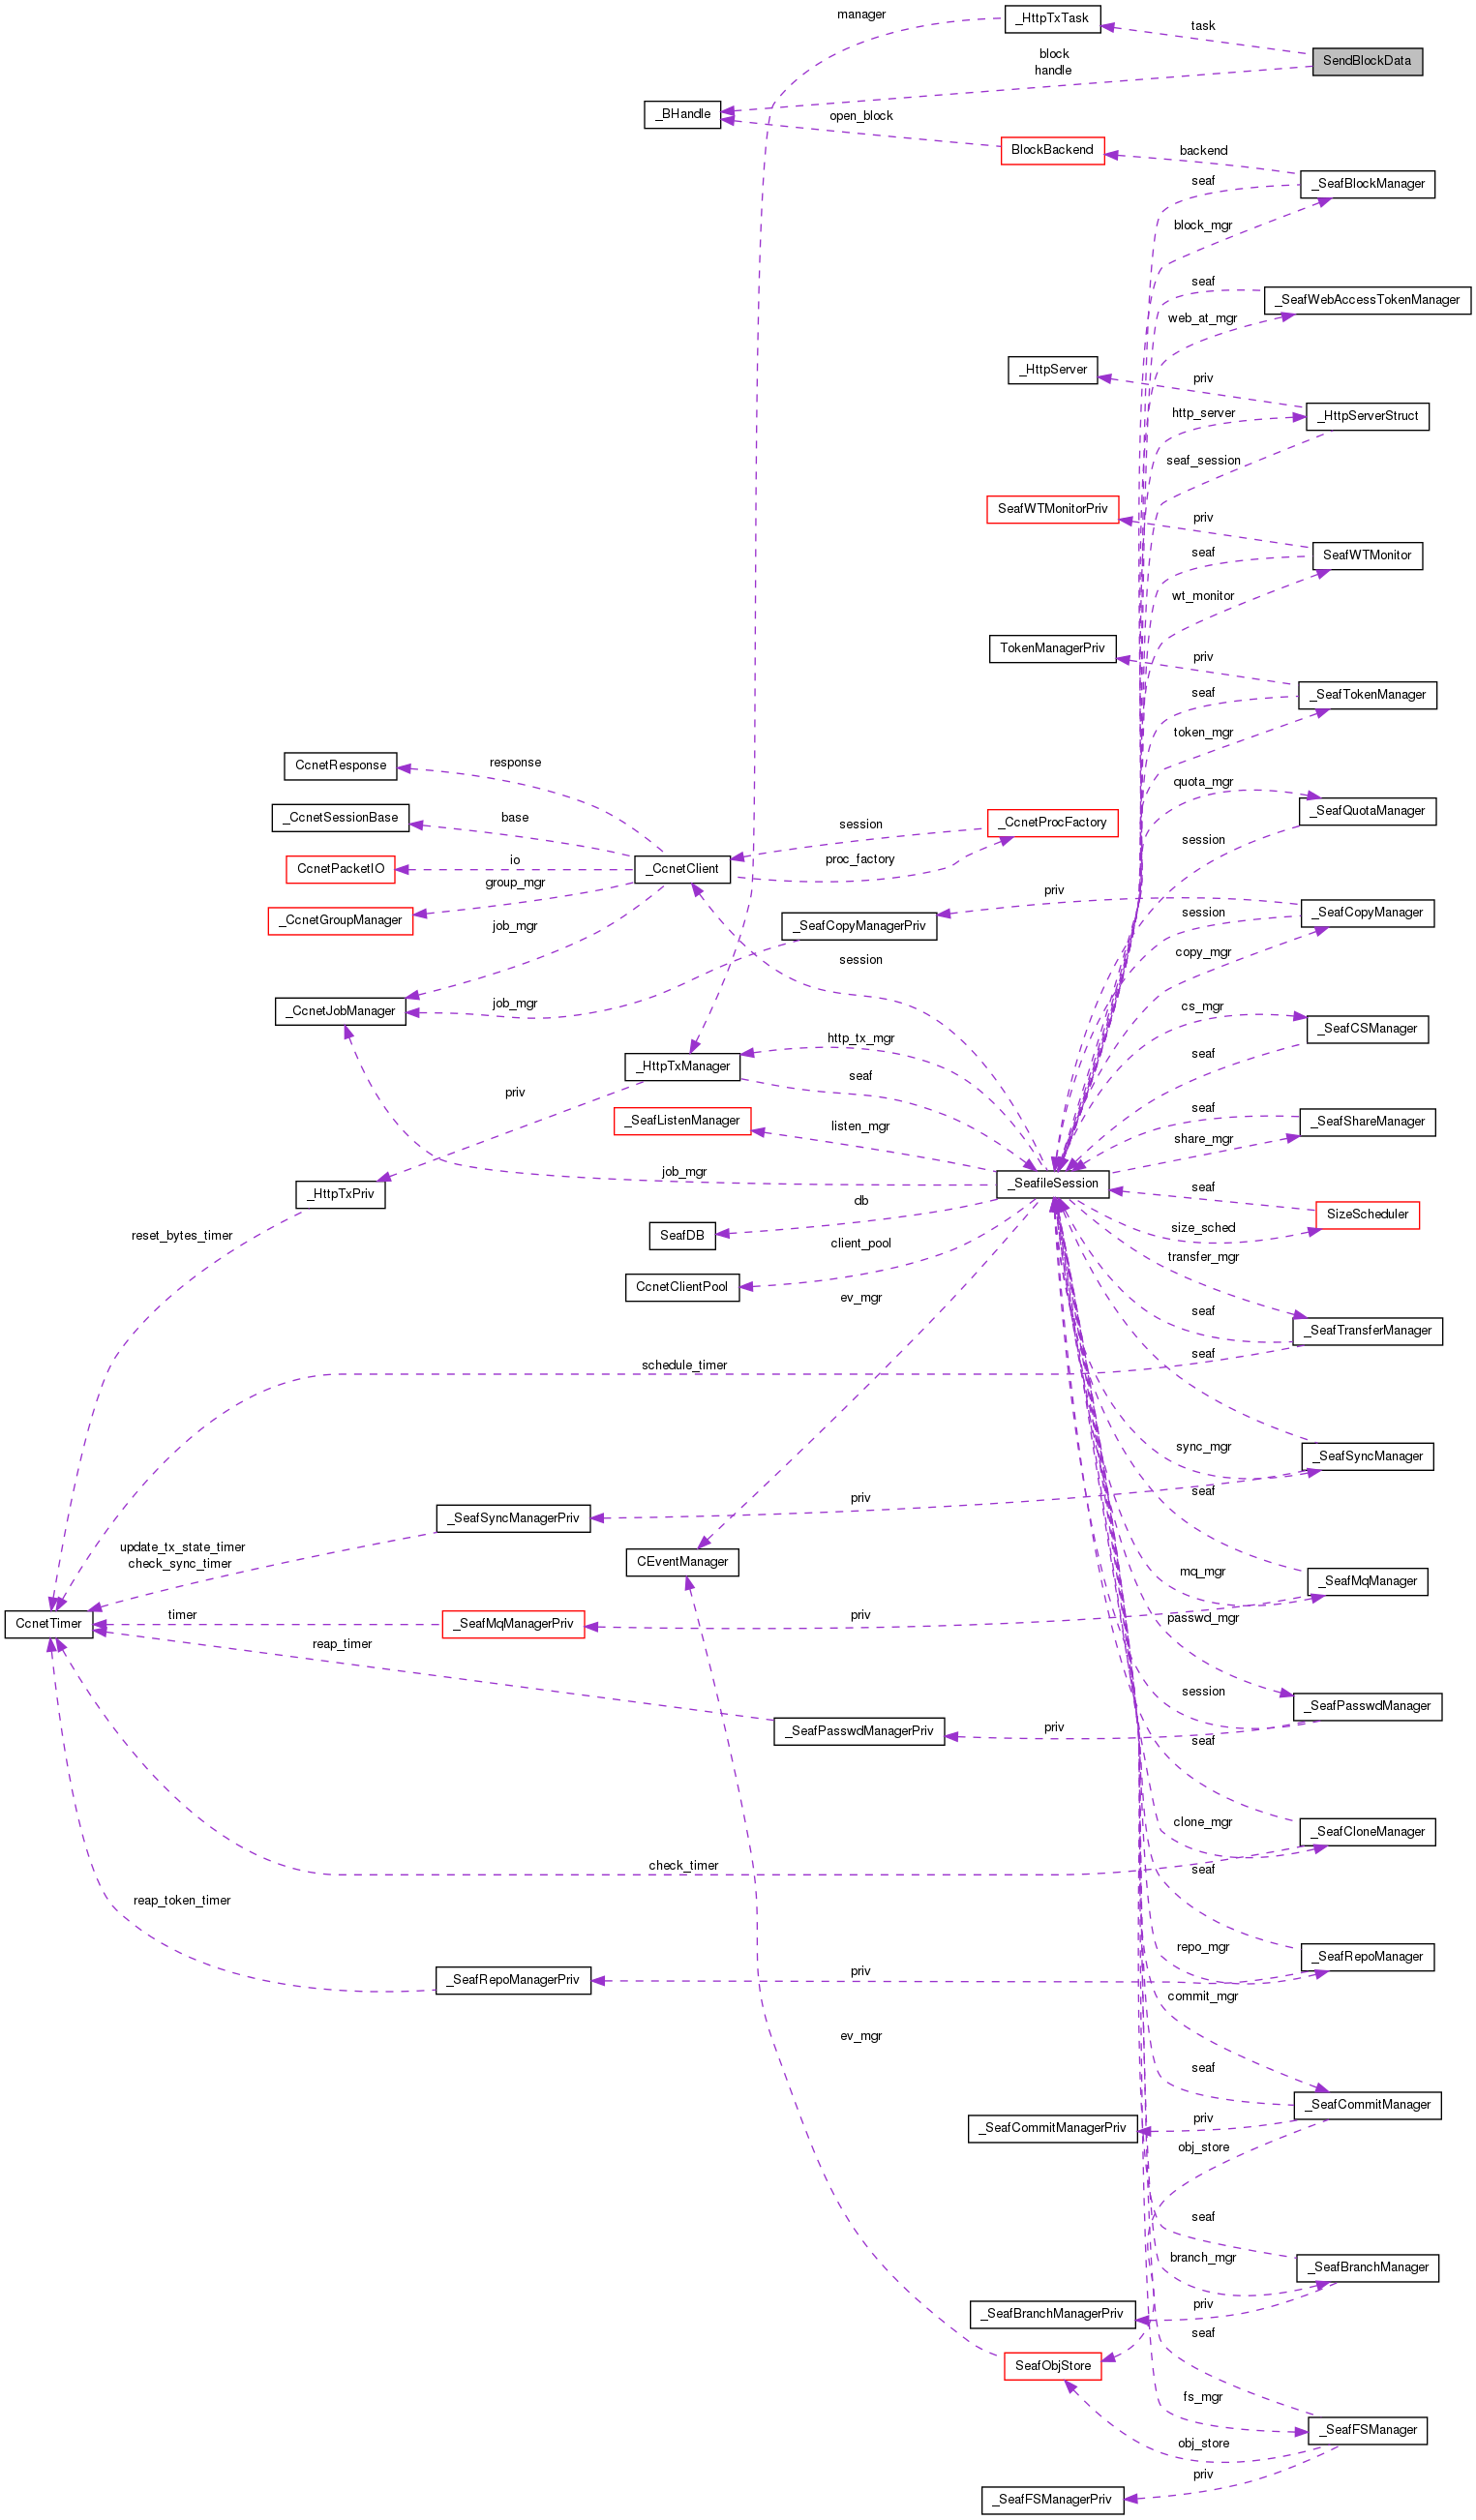 manager
_HttpTxTask
task
SendBlockData
block
handle
_BHandle
open_block
BlockBackend
backend
_SeafBlockManager
seaf
block_mgr
seaf
_SeafWebAccessTokenManager
web_at_mgr
_HttpServer
priv
_HttpServerStruct
http_server
seaf_session
SeafWTMonitorPriv
priv
SeafWTMonitor
seaf
wt_monitor
TokenManagerPriv
priv
_SeafTokenManager
seaf
token_mgr
CcnetResponse
response
quota_mgr
_SeafQuotaManager
_CcnetSessionBase
base
session
_CcnetProcFactory
session
CcnetPacketIO
io
_CcnetClient
proc_factory
group_mgr
_CcnetGroupManager
job_mgr
_SeafCopyManagerPriv
priv
_SeafCopyManager
session
copy_mgr
session
_CcnetJobManager
job_mgr
cs_mgr
_SeafCSManager
http_tx_mgr
_HttpTxManager
seaf
seaf
priv
_SeafListenManager
listen_mgr
seaf
_SeafShareManager
share_mgr
_HttpTxPriv
job_mgr
_SeafileSession
seaf
SizeScheduler
db
reset_bytes_timer
SeafDB
client_pool
size_sched
transfer_mgr
CcnetClientPool
ev_mgr
seaf
_SeafTransferManager
schedule_timer
seaf
sync_mgr
_SeafSyncManager
priv
seaf
_SeafSyncManagerPriv
update_tx_state_timer
check_sync_timer
CEventManager
mq_mgr
_SeafMqManager
CcnetTimer
timer
_SeafMqManagerPriv
priv
passwd_mgr
reap_timer
session
_SeafPasswdManager
_SeafPasswdManagerPriv
priv
seaf
clone_mgr
_SeafCloneManager
check_timer
seaf
reap_token_timer
repo_mgr
_SeafRepoManager
_SeafRepoManagerPriv
priv
commit_mgr
ev_mgr
seaf
_SeafCommitManager
_SeafCommitManagerPriv
priv
obj_store
seaf
branch_mgr
_SeafBranchManager
_SeafBranchManagerPriv
priv
seaf
SeafObjStore
fs_mgr
_SeafFSManager
obj_store
priv
_SeafFSManagerPriv